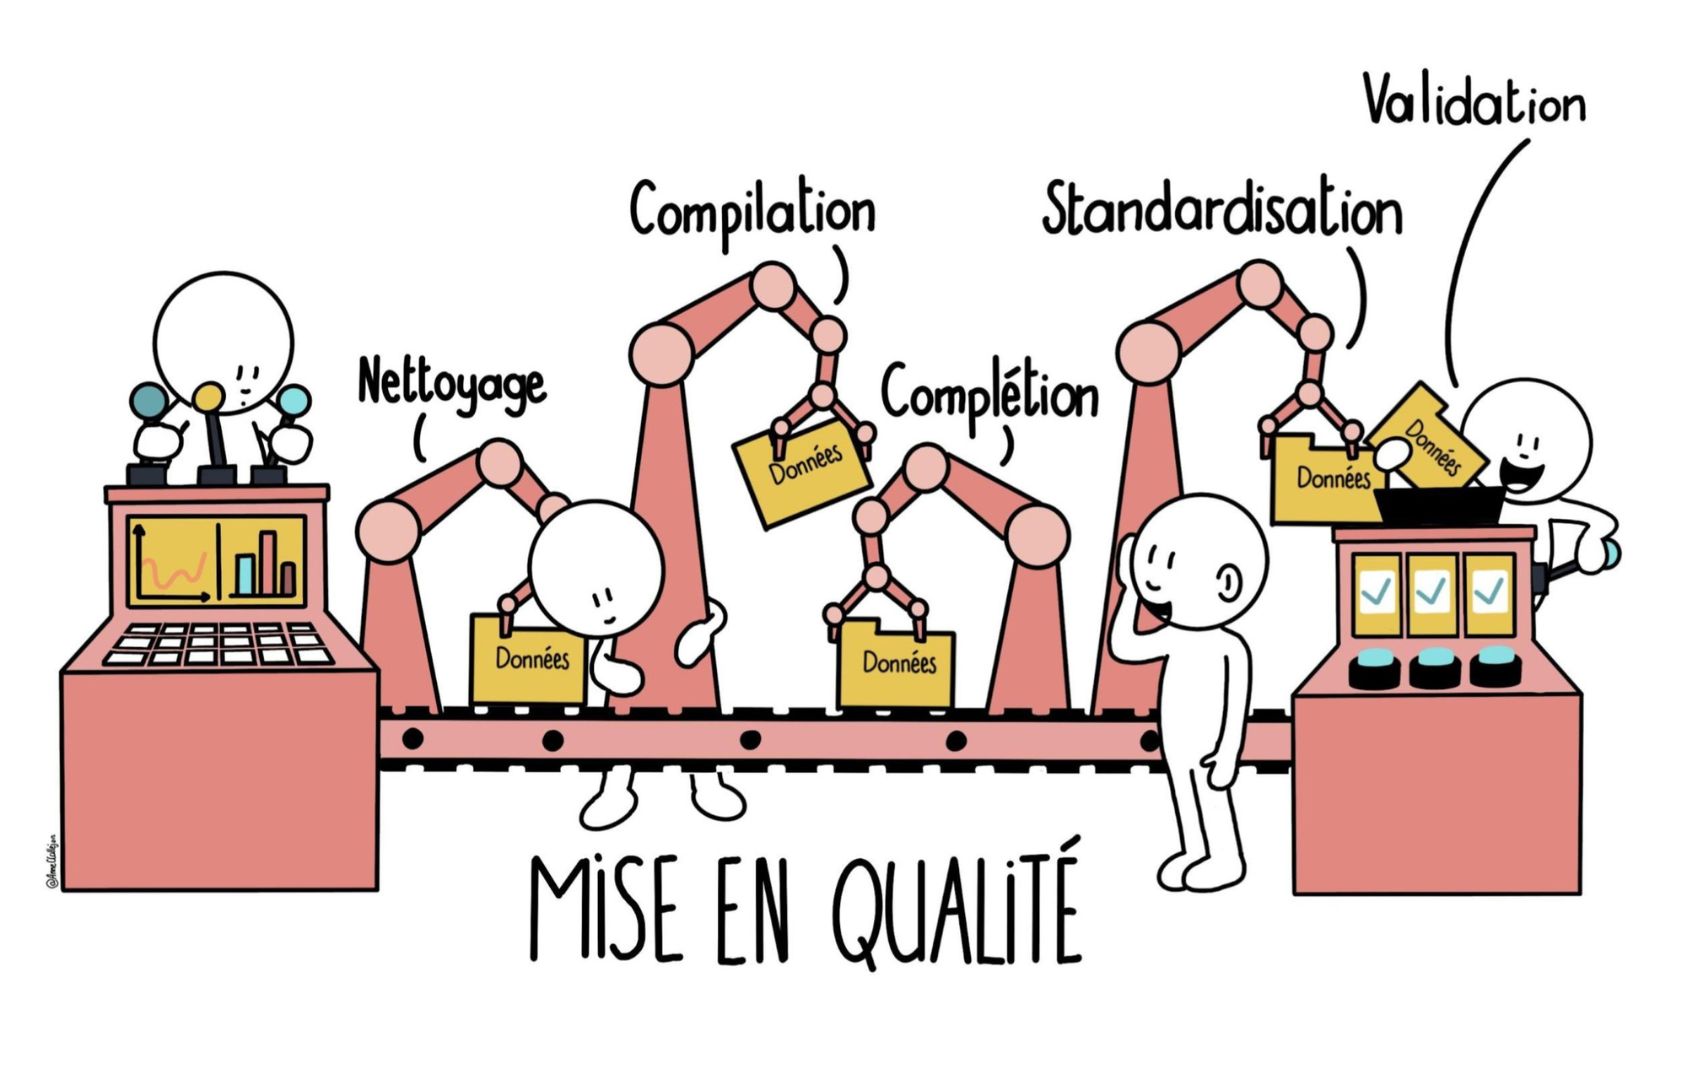 Validation
Compilation
Standardisation
Nettoyage
Complétion
Données
Données
Données
Données
Données
MiSE EN QUALiTÉ